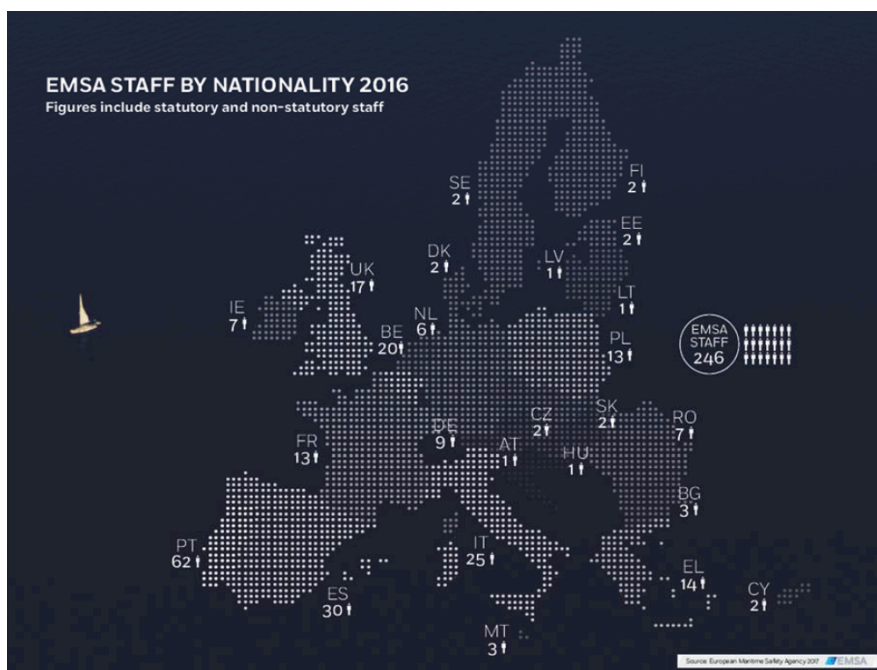 EMSA STAFF BY NATIONALITY 2016
Figures include statutory and non-statutory staff
FI
2
SE
2
EE
2
DK
2
LV
1
UK
17
LT
1
IE
7
NL
6
BE
20
PL
13
EMSA
STAFF
246
SK
2
CZ
2
RO
7
DE
9
FR
13
AT
1
HU
1
BG
3
PT
62
IT
25
EL
14
ES
30
CY
2
MT
3
Source: European Maritime Safety Agency 2017
EMSA